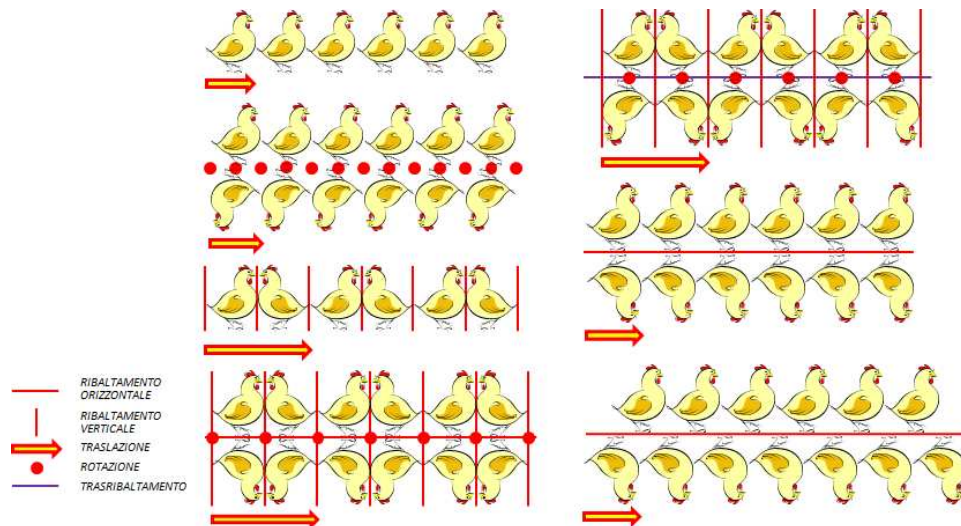 RIBALTAMENTO
ORIZZONTALE
RIBALTAMENTO
VERTICALE
TRASLAZIONE
ROTAZIONE
TRASRIBALTAMENTO